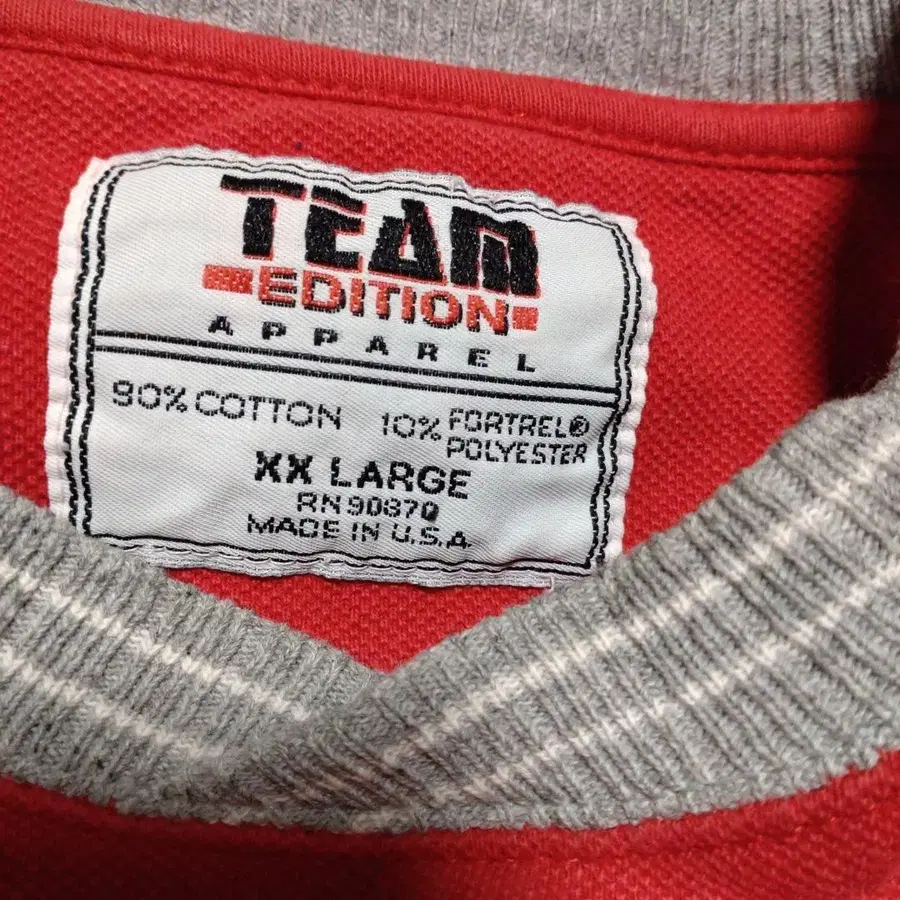 TEAM
EDITION
APPAREL
90% COTTON 10% FORTREL®
POLYESTER
XX LARGE
RN 90870
MADE IN U.S.A.